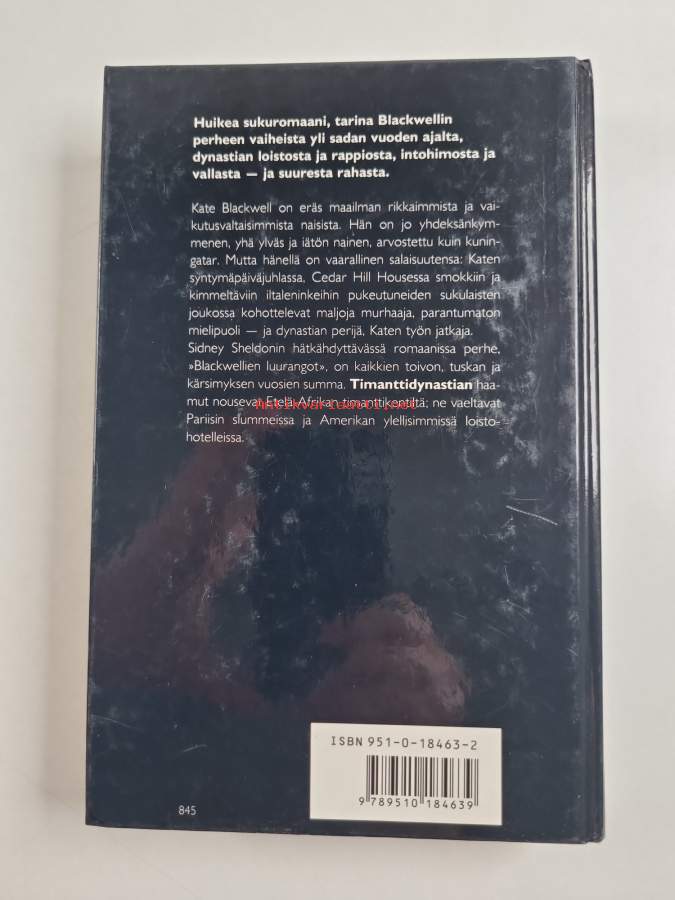 Huikea sukuromaani, tarina Blackwellin
perheen vaiheista yli sadan vuoden ajalta,
dynastian loistosta ja rappiosta, intohimosta ja
vallasta — ja suuresta rahasta.
Kate Blackwell on eräs maailman rikkaimmista ja vai-
kutusvaltaisimmista naisista. Hän on jo yhdeksänkym-
menen, yhä ylväs ja iätön nainen, arvostettu kuin kunin-
gatar. Mutta hänellä on vaarallinen salaisuutensa: Katen
syntymäpäiväjuhlassa, Cedar Hill Housessa smokkiin ja
kimmeltäviin iltaleninkeihin pukeutuneiden sukulaisten
joukossa kohottelevat maljoja murhaaja, parantumaton
mielipuoli — ja dynastian perijä, Katen työn jatkaja.
Sidney Sheldonin hätkähdyttävässä romaanissa perhe,
»Blackwellien luurangot», on kaikkien toivon, tuskan ja
kärsimyksen vuosien summa. Timanttidynastian haa-
mut nousevat Etelä-Afrikan timanttikentiltä; ne vaeltavat
Antikvariaatti.net
Pariisin slummeissa ja Amerikan ylellisimmissä loisto-
hotelleissa.
ISBN 951-0-18463-2
9 789510 184639
845